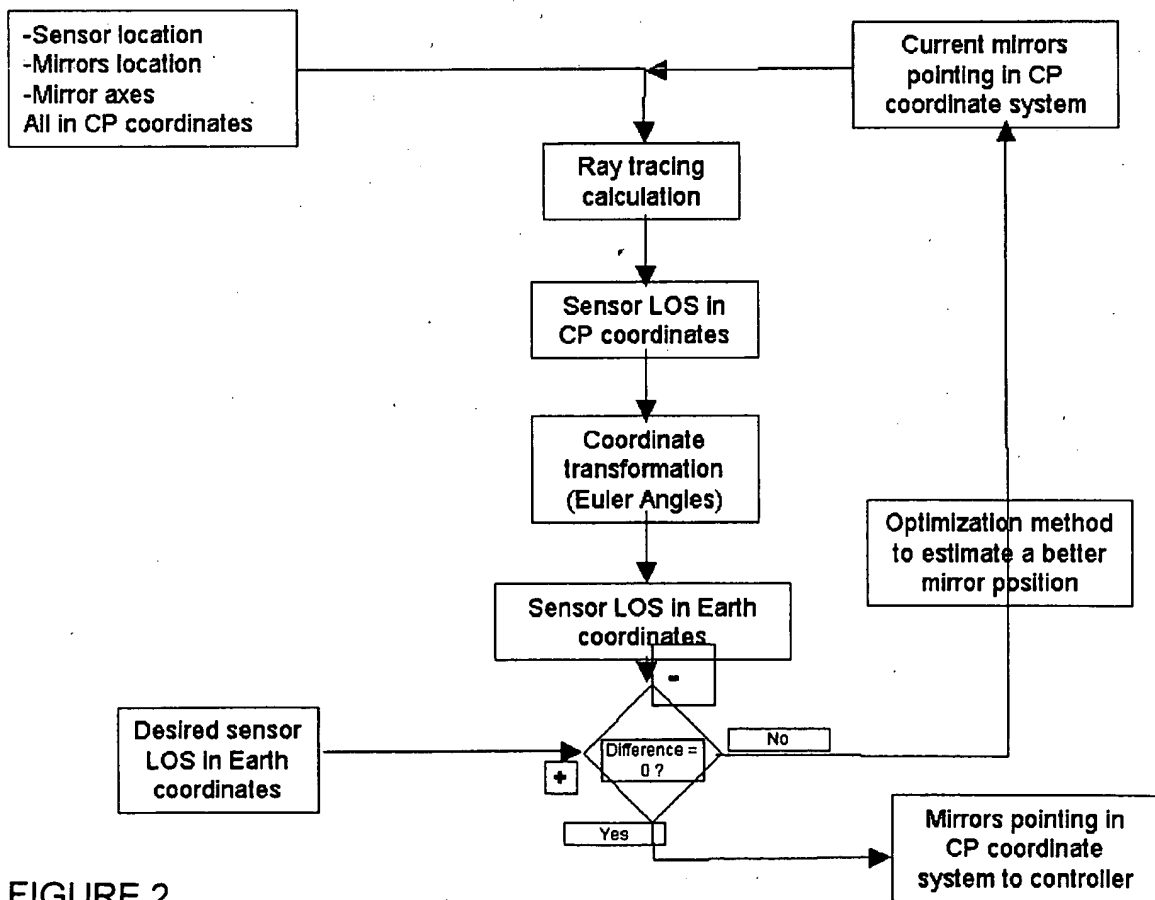 -Sensor location
-Mirrors location
-Mirror axes
All in CP coordinates
Current mirrors
pointing in CP
coordinate system
Ray tracing
calculation
Sensor LOS in
CP coordinates
Coordinate
transformation
(Euler Angles)
Optimization method
to estimate a better
mirror position
Sensor LOS in Earth
coordinates
-
Desired sensor
LOS in Earth
coordinates
+
Difference =
0 ?
No
Yes
Mirrors pointing in
CP coordinate
system to controller
FIGURE 2